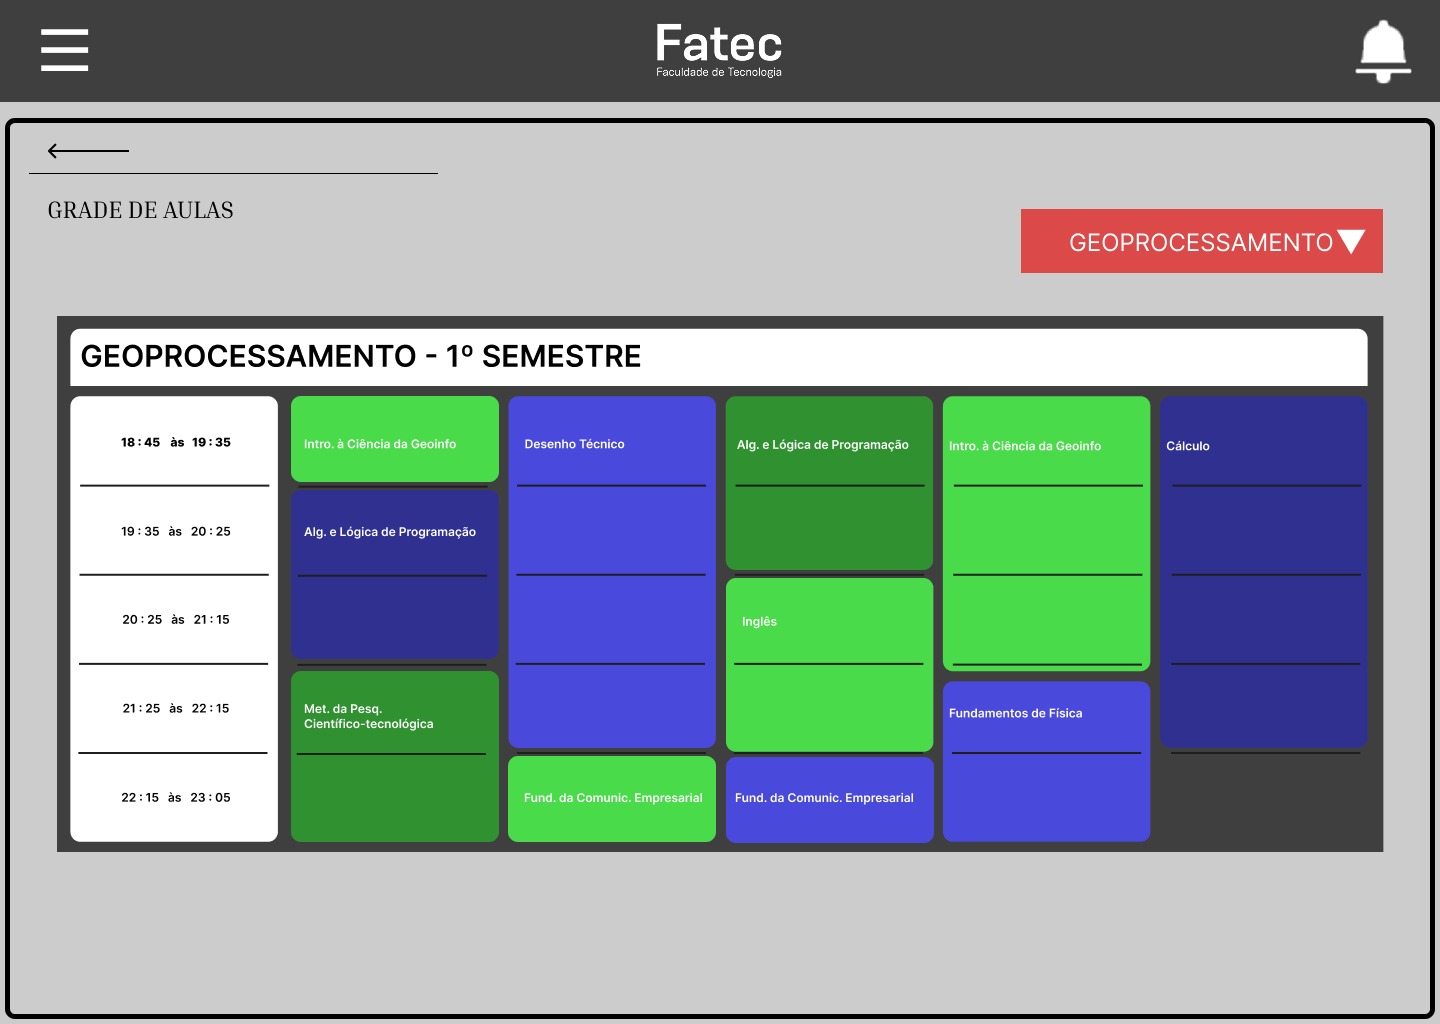 Fatec
Faculdade de Tecnologia
GRADE DE AULAS
GEOPROCESSAMENTO
GEOPROCESSAMENTO - 1º SEMESTRE
18:45 às 19:35
Intro. à Ciência da Geoinfo
Desenho Técnico
Alg. e Lógica de Programação
Intro. à Ciência da Geoinfo
Cálculo
19:35 às 20:25
Alg. e Lógica de Programação
20:25 às 21:15
Inglês
21:25 às 22:15
Met. da Pesq.
Científico-tecnológica
Fundamentos de Física
22:15 às 23:05
Fund. da Comunic. Empresarial
Fund. da Comunic. Empresarial